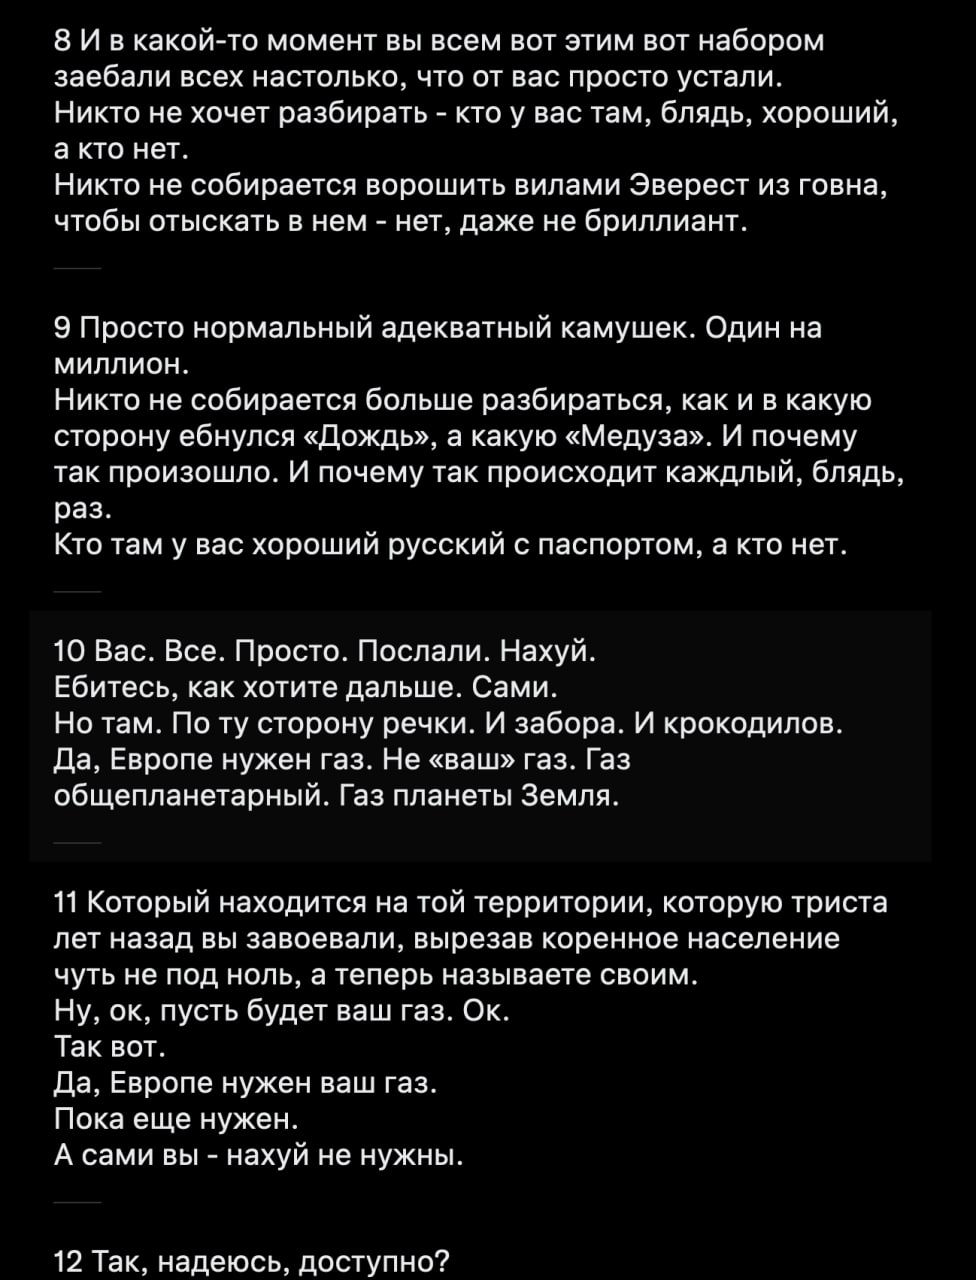 8 И в какой-то момент вы всем вот этим вот набором
заебали всех настолько, что от вас просто устали.
Никто не хочет разбирать - кто у вас там, блядь, хороший,
а кто нет.
Никто не собирается ворошить вилами Эверест из говна,
чтобы отыскать в нем - нет, даже не бриллиант.
9 Просто нормальный адекватный камушек. Один на
миллион.
Никто не собирается больше разбираться, как и в какую
сторону ебнулся «Дождь», а какую «Медуза». И почему
так произошло. И почему так происходит каждлый, блядь,
раз.
Кто там у вас хороший русский с паспортом, а кто нет.
10 Вас. Все. Просто. Послали. Нахуй.
Ебитесь, как хотите дальше. Сами.
Но там. По ту сторону речки. И забора. И крокодилов.
Да, Европе нужен газ. Не «ваш» газ. Газ
общепланетарный. Газ планеты Земля.
11 Который находится на той территории, которую триста
лет назад вы завоевали, вырезав коренное население
чуть не под ноль, а теперь называете своим.
Ну, ок, пусть будет ваш газ. Ок.
Так вот.
Да, Европе нужен ваш газ.
Пока еще нужен.
А сами вы - нахуй не нужны.
12 Так, надеюсь, доступно?